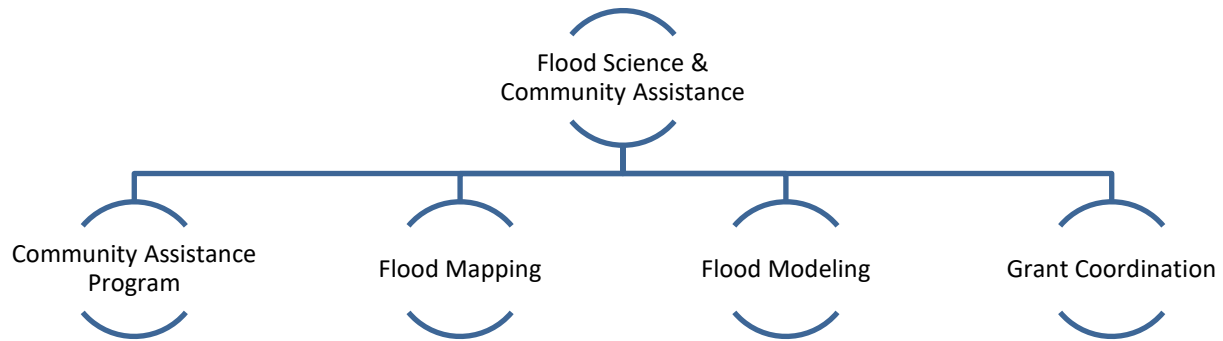 Flood Science &
Community Assistance
Community Assistance
Program
Flood Mapping
Flood Modeling
Grant Coordination